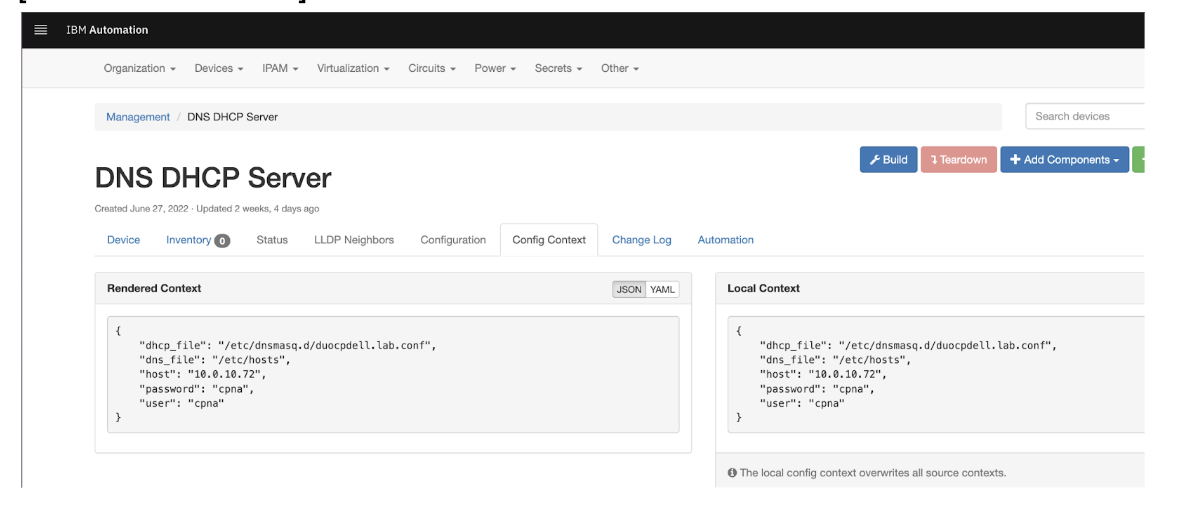 IBM Automation
Organization Devices IPAM Virtualization Circuits Power Secrets Other
Management / DNS DHCP Server
Search devices
Build Teardown + Add Components
DNS DHCP Server
Created June 27, 2022 · Updated 2 weeks, 4 days ago
Device Inventory 0 Status LLDP Neighbors Configuration Config Context Change Log Automation
Rendered Context
JSON YAML
{
"dhcp_file": "/etc/dnsmasq.d/duocpdell.lab.conf",
"dns_file": "/etc/hosts",
"host": "10.0.10.72",
"password": "cpna",
"user": "cpna"
}
Local Context
{
"dhcp_file": "/etc/dnsmasq.d/duocpdell.lab.conf",
"dns_file": "/etc/hosts",
"host": "10.0.10.72",
"password": "cpna",
"user": "cpna"
}
The local config context overwrites all source contexts.